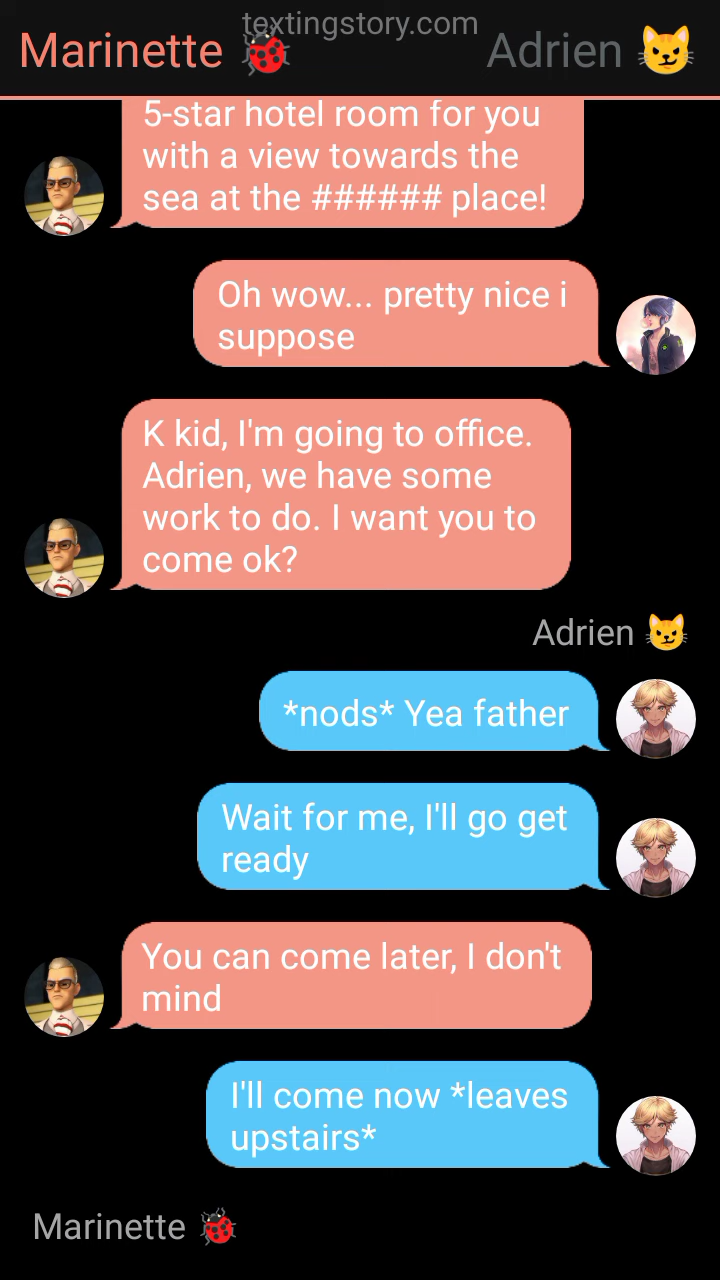 textingstory.com
Marinette 🐞 Adrien 😼
5-star hotel room for you
with a view towards the
sea at the ###### place!
Oh wow... pretty nice i
suppose
K kid, I'm going to office.
Adrien, we have some
work to do. I want you to
come ok?
Adrien 😼
*nods* Yea father
Wait for me, I'll go get
ready
You can come later, I don't
mind
I'll come now *leaves
upstairs*
Marinette 🐞